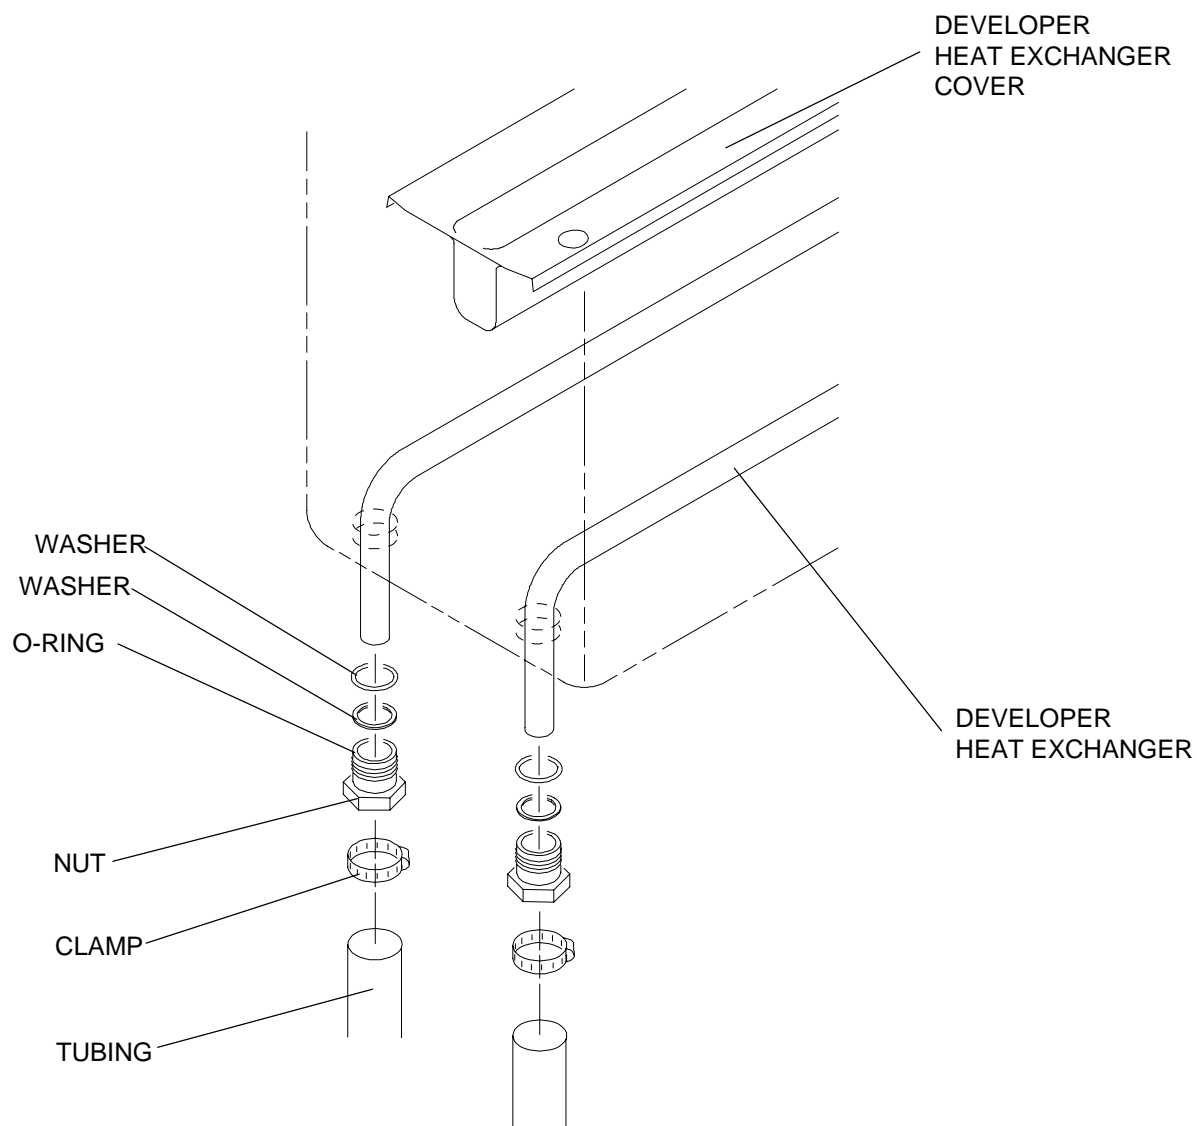 DEVELOPER
HEAT EXCHANGER
COVER
WASHER
WASHER
O-RING
DEVELOPER
HEAT EXCHANGER
NUT
CLAMP
TUBING